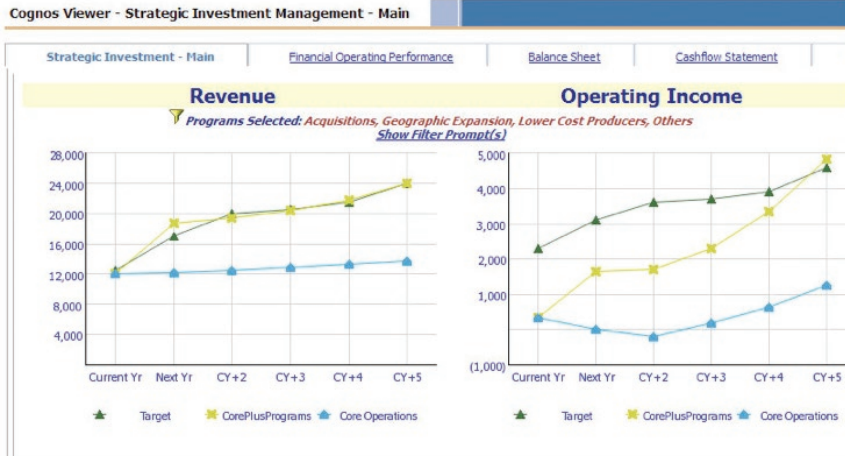 Cognos Viewer - Strategic Investment Management - Main
Strategic Investment - Main Financial Operating Performance Balance Sheet Cashflow Statement
Revenue Operating Income
Programs Selected: Acquisitions, Geographic Expansion, Lower Cost Producers, Others
Show Filter Prompt(s)
28,000
24,000
20,000
16,000
12,000
8,000
4,000
Current Yr Next Yr CY+2 CY+3 CY+4 CY+5
Target CorePlusPrograms Core Operations
5,000
4,000
3,000
2,000
1,000
(1,000)
Current Yr Next Yr CY+2 CY+3 CY+4 CY+5
Target CorePlusPrograms Core Operations